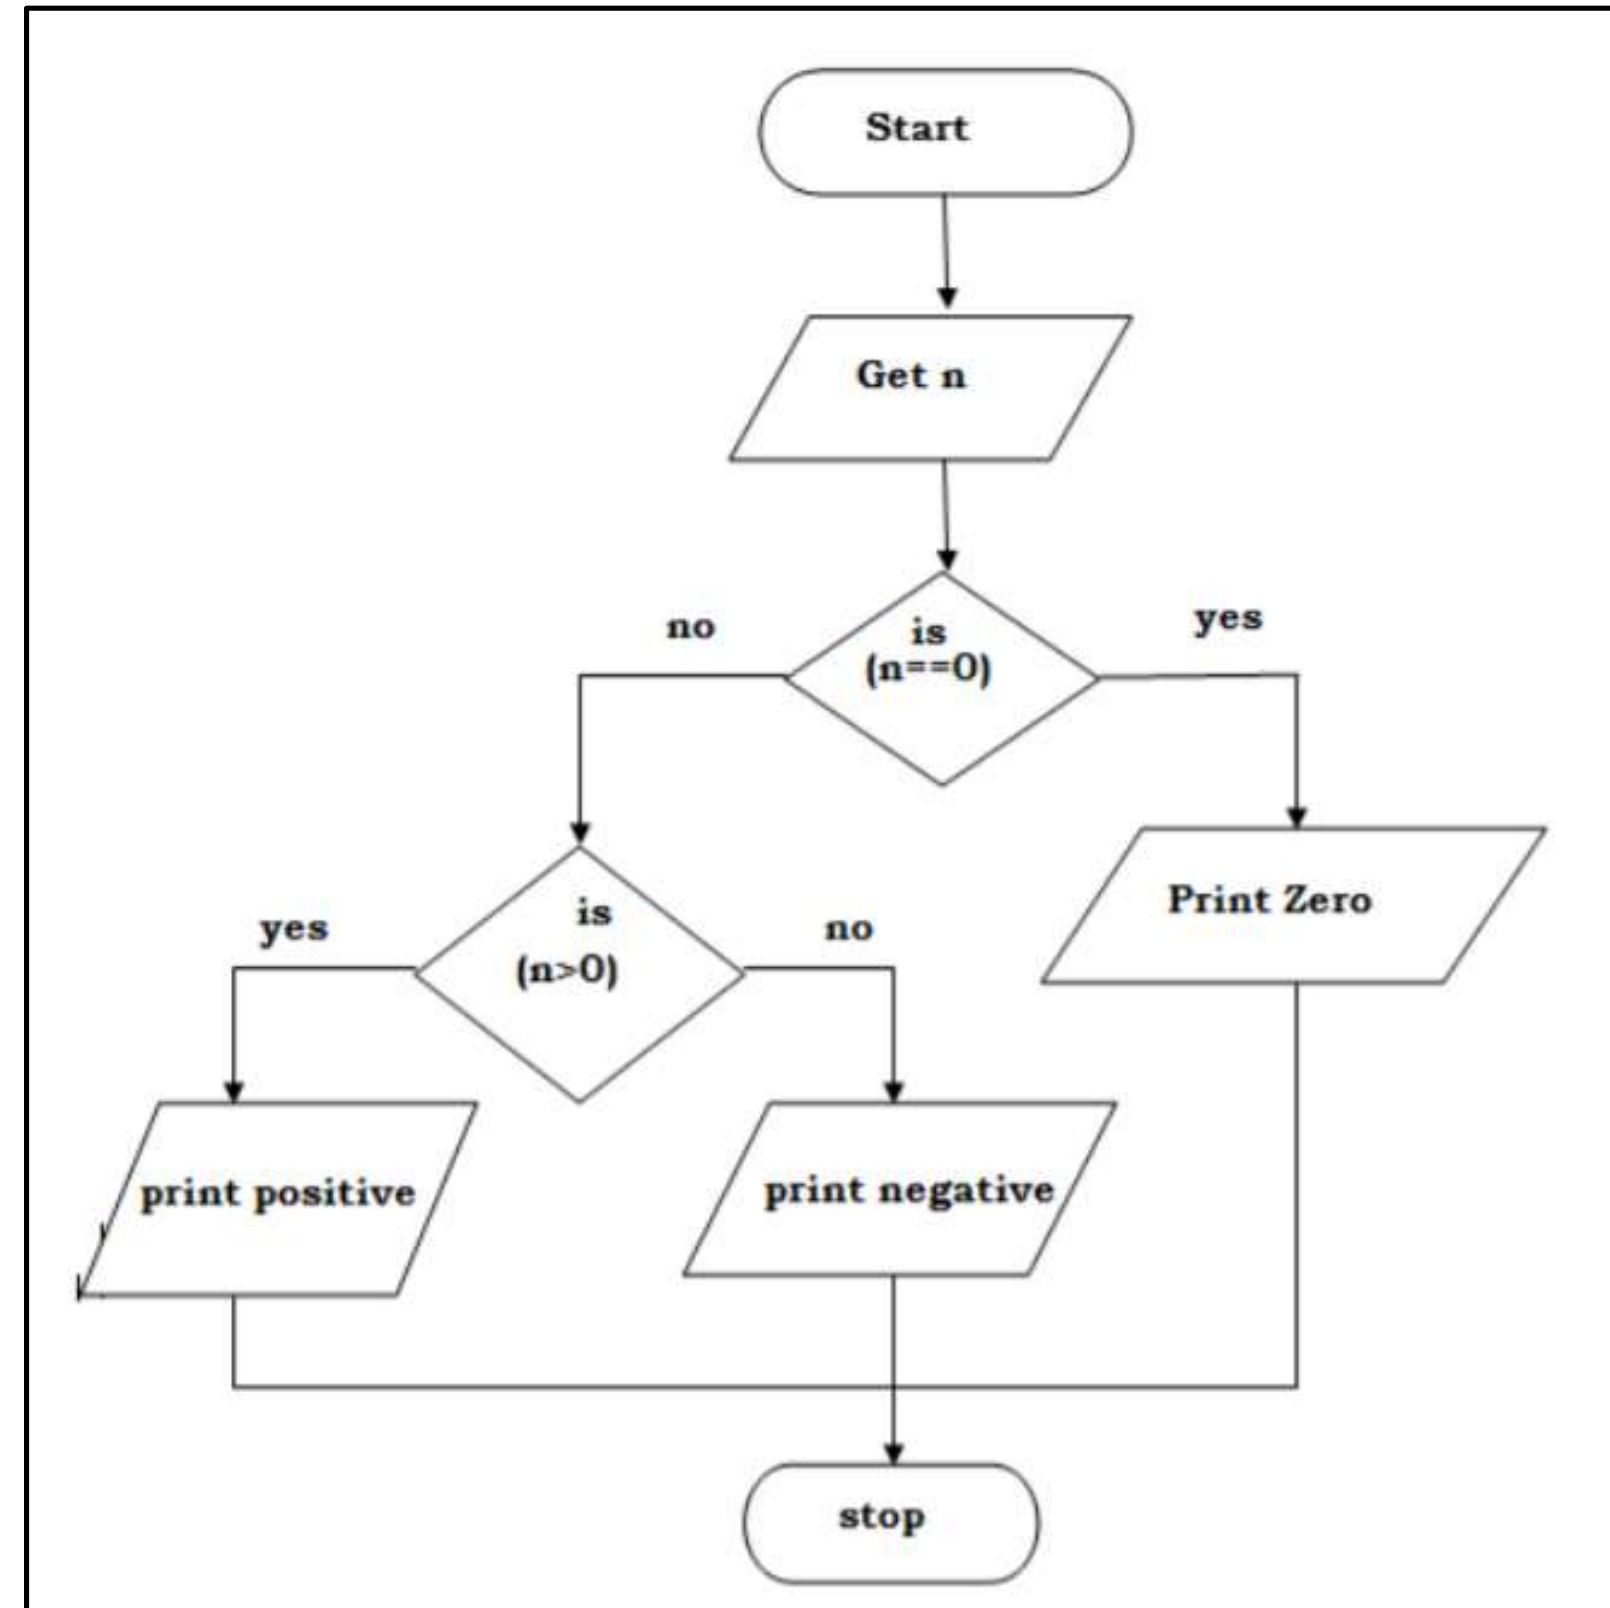 Start
Get n
is
(n==0)
no
yes
is
(n>0)
yes
no
Print Zero
print positive
print negative
stop